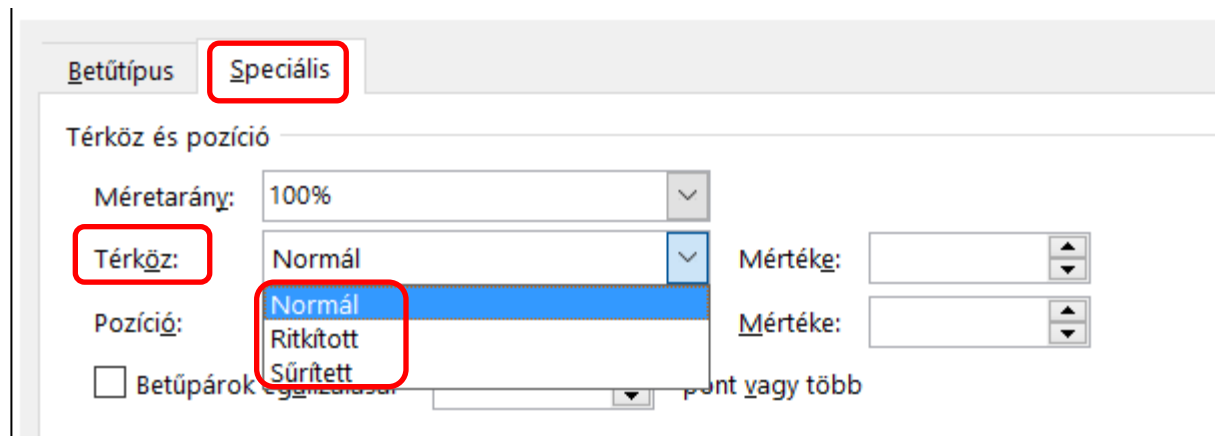 Betűtípus Speciális
Térköz és pozíció
Méretarány: 100%
Térköz: Normál Mértéke:
Normál
Pozíció: Mértéke:
Ritkított
Sűrített
Betűpárok pont vagy több